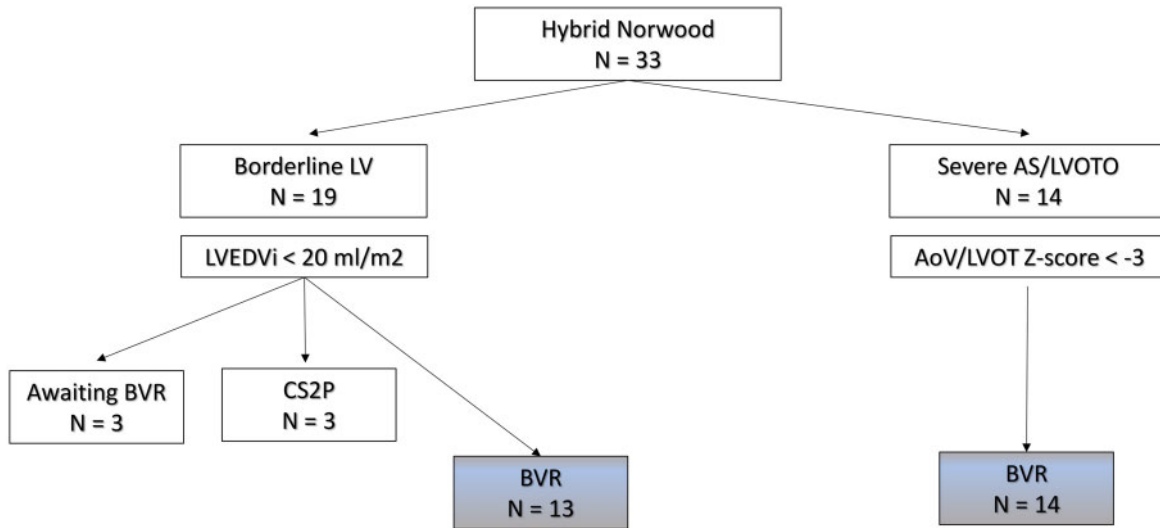 Hybrid Norwood
N = 33
Borderline LV
N = 19
Severe AS/LVOTO
N = 14
LVEDVi < 20 ml/m2
AoV/LVOT Z-score < -3
Awaiting BVR
N = 3
CS2P
N = 3
BVR
N = 13
BVR
N = 14